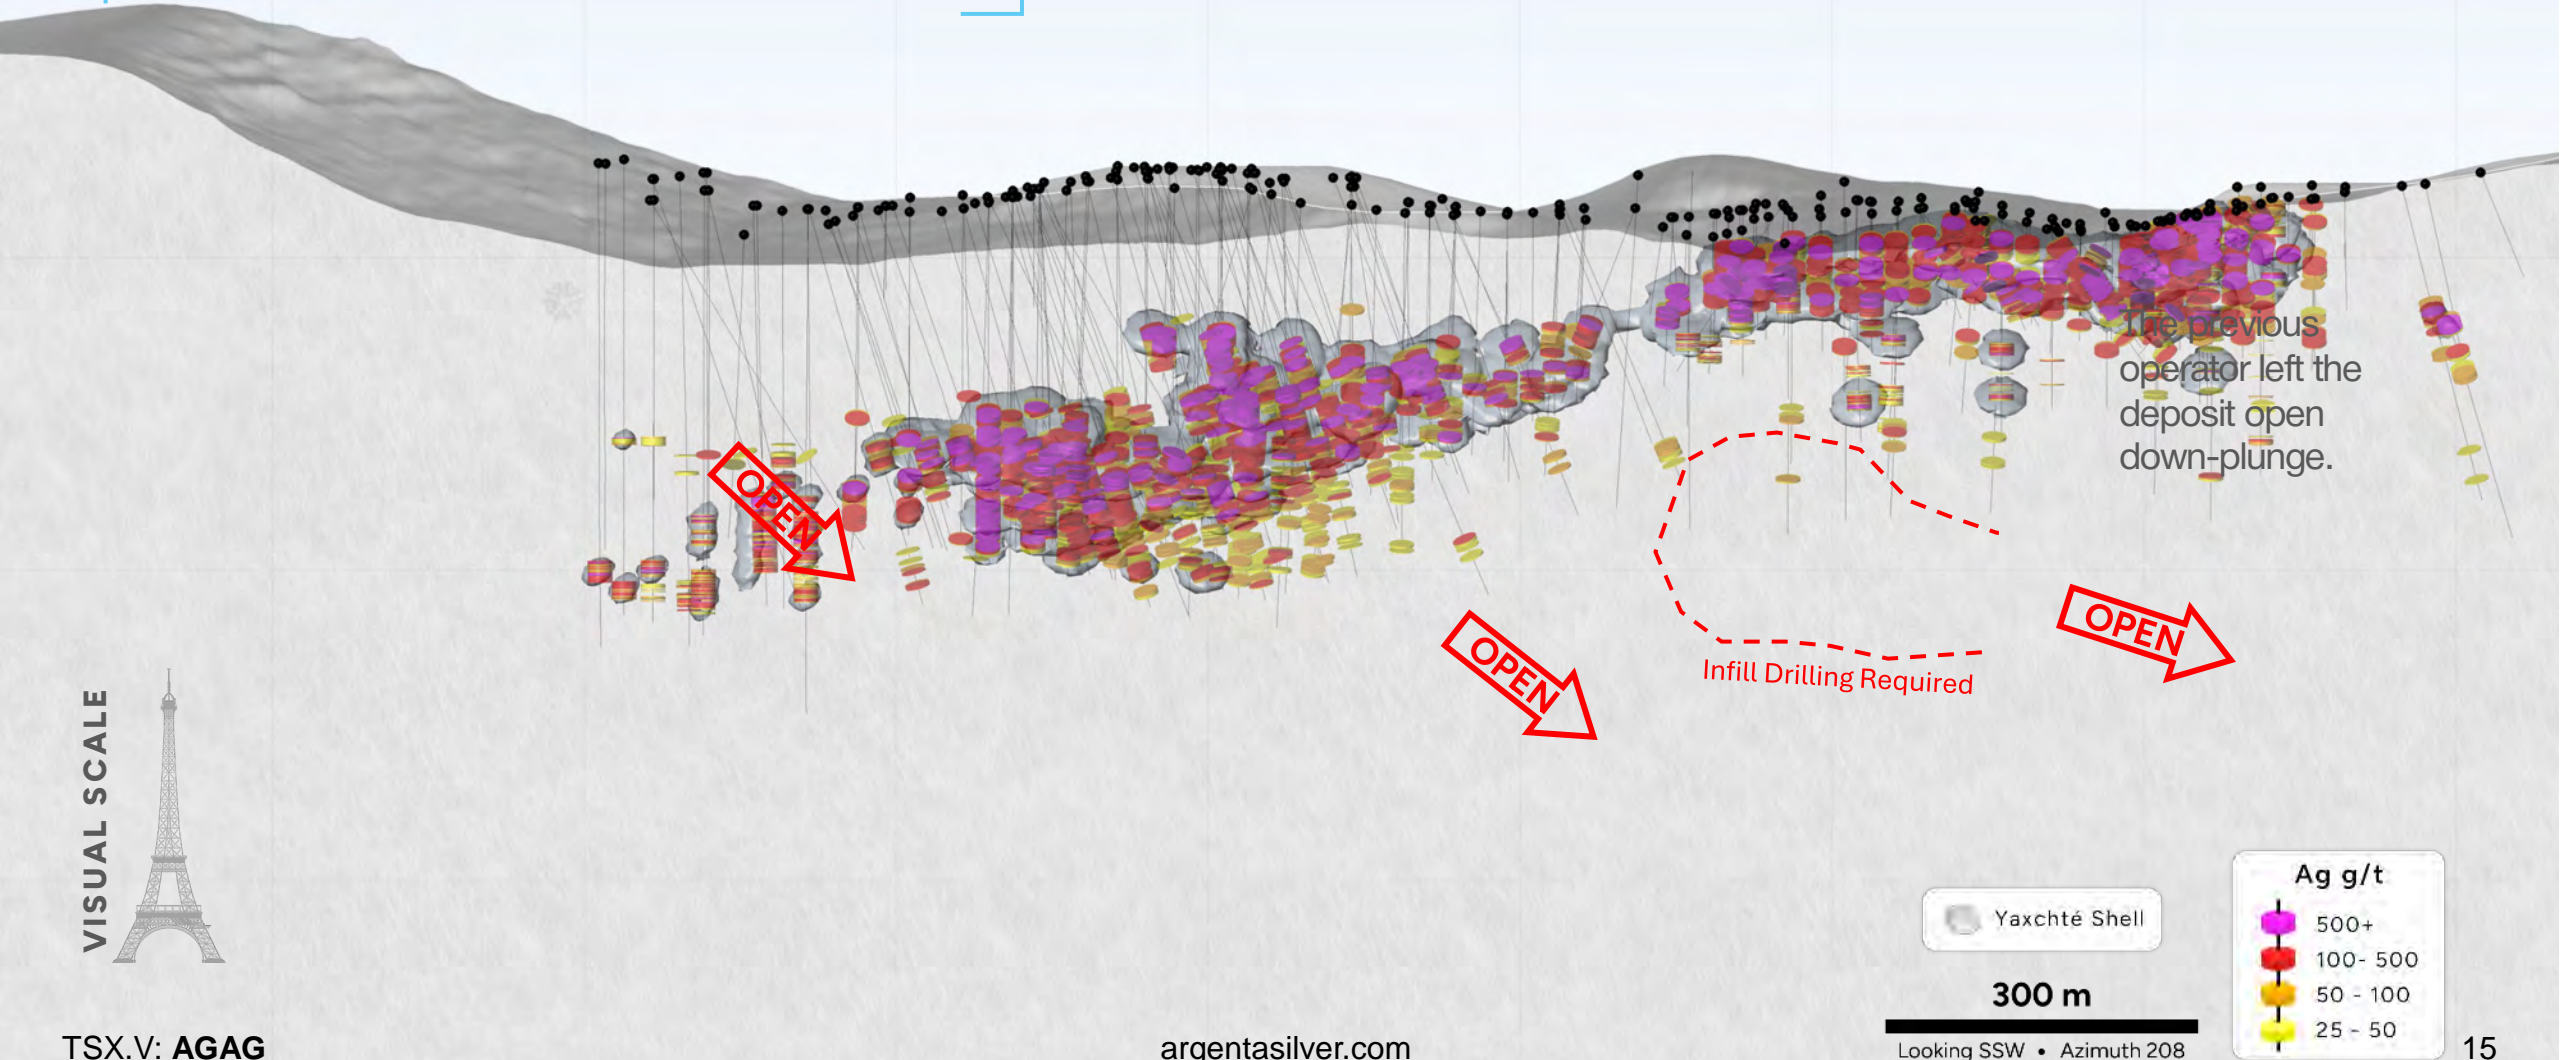 The previous
operator left the
deposit open
down-plunge.
OPEN
OPEN
OPEN
Infill Drilling Required
VISUAL SCALE
Yaxchté Shell
300 m
Looking SSW • Azimuth 208
Ag g/t
500+
100- 500
50 - 100
25 - 50
TSX.V: AGAG
argentasilver.com
15